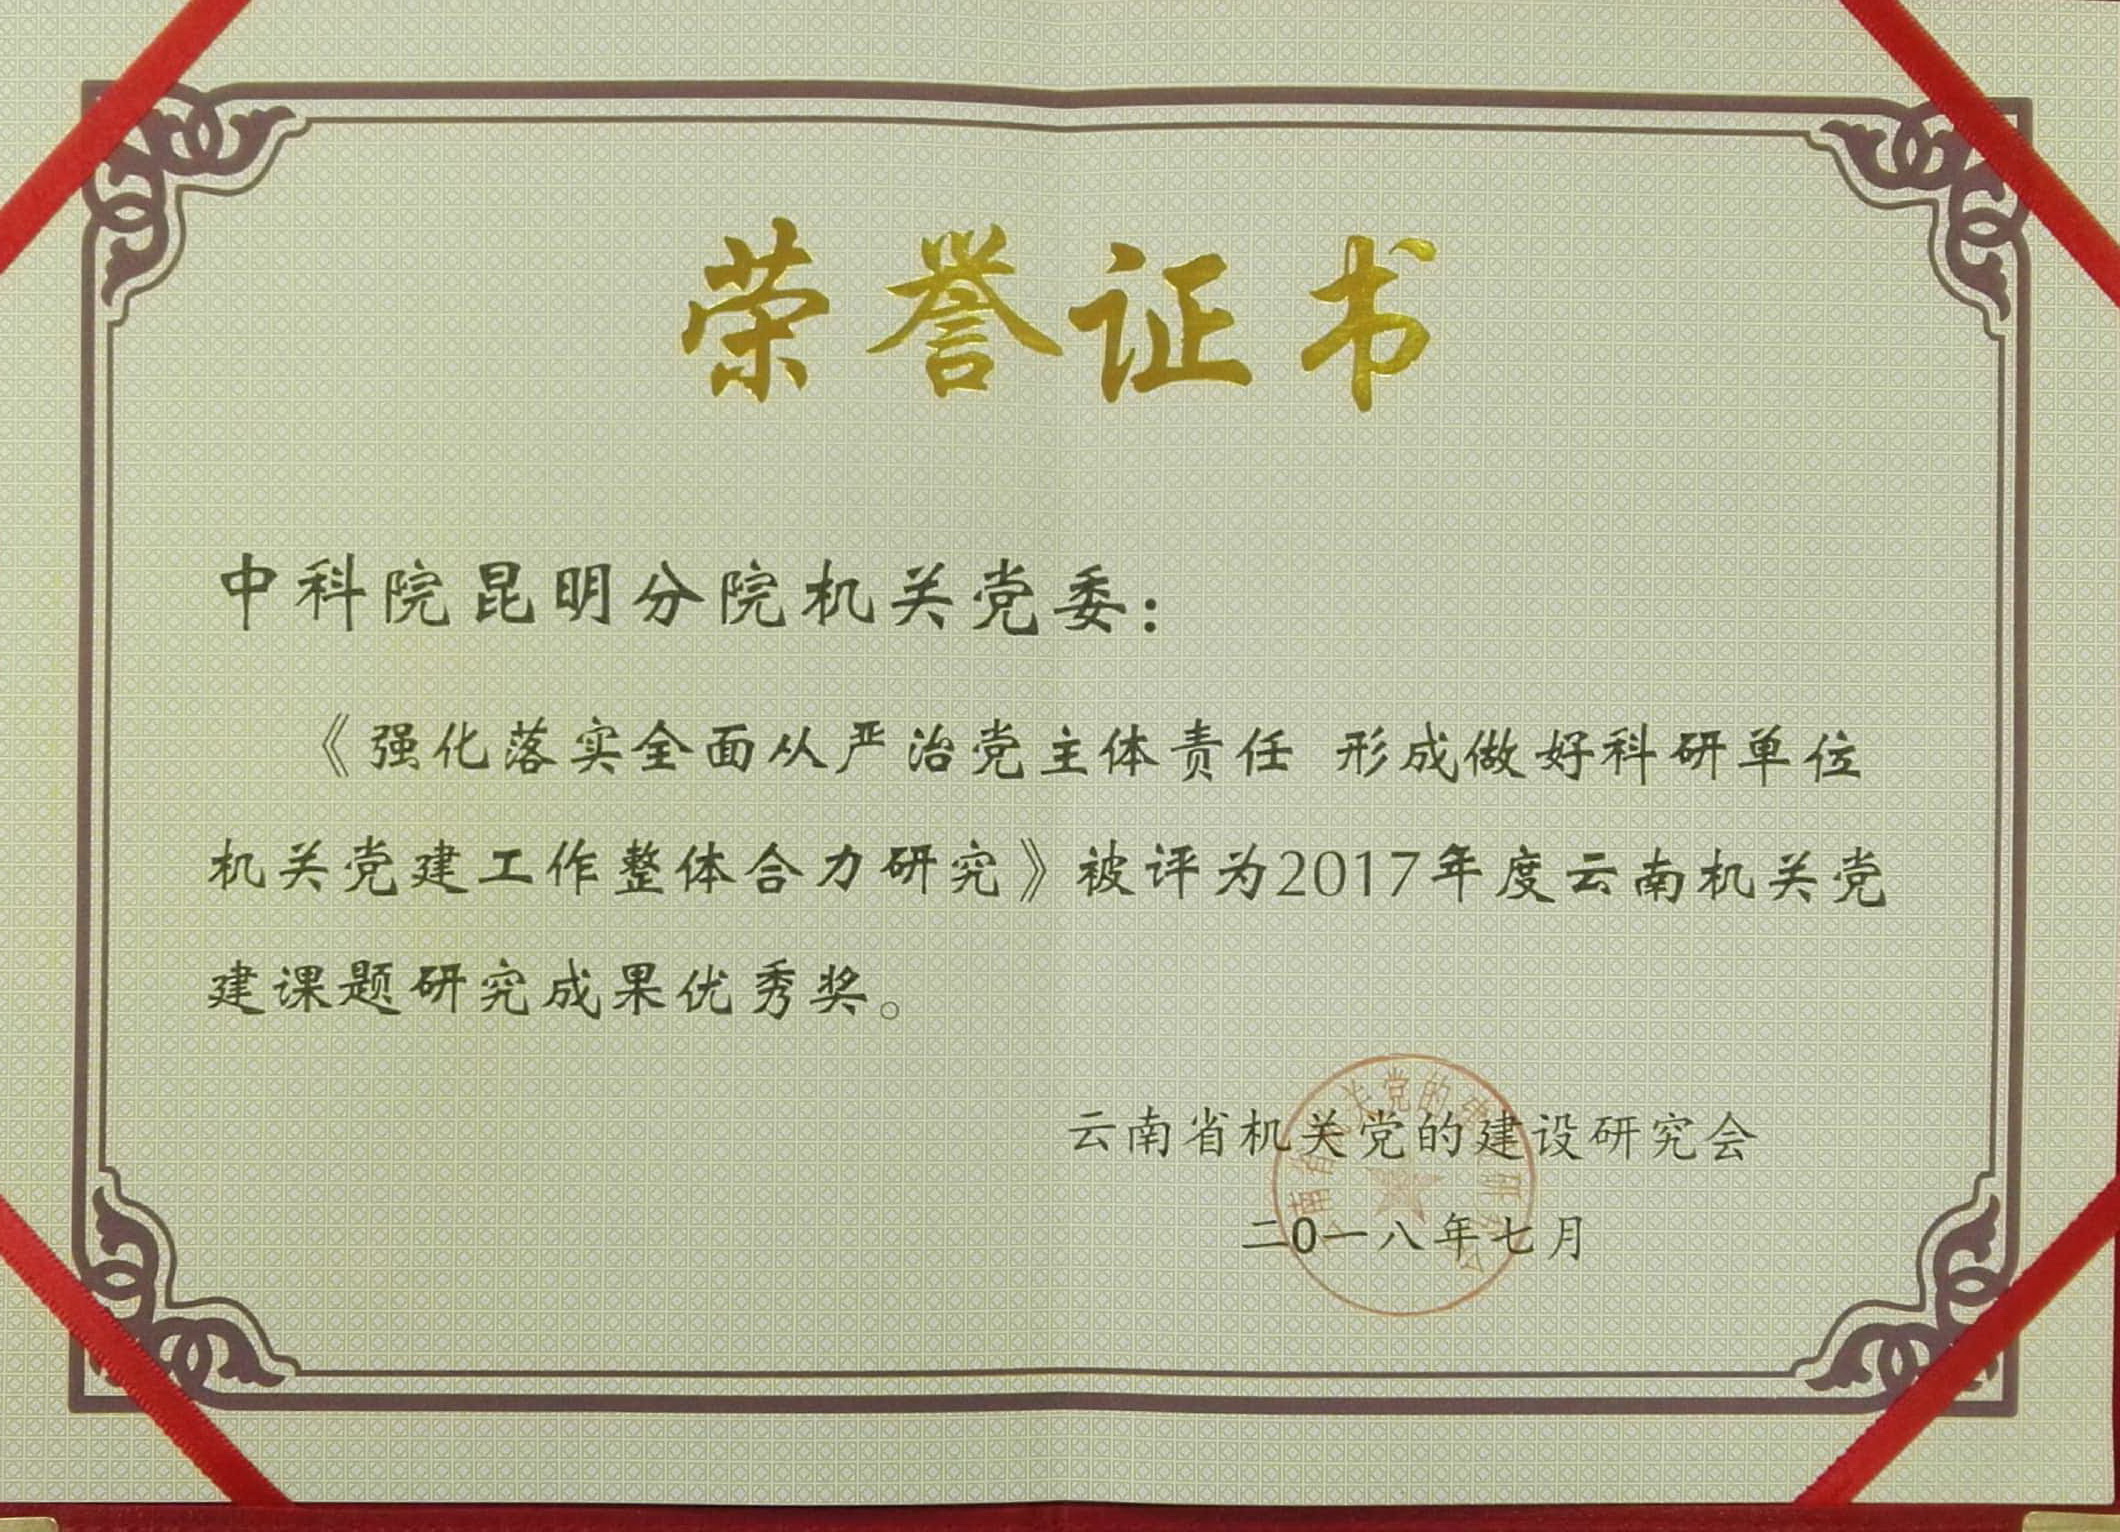 荣誉证书
中科院昆明分院机关党委：
《强化落实全面从严治党主体责任 形成做好科研单位
机关党建工作整体合力研究》被评为2017年度云南机关党
建课题研究成果优秀奖。
云南省机关党的建设研究会
二0一八年七月